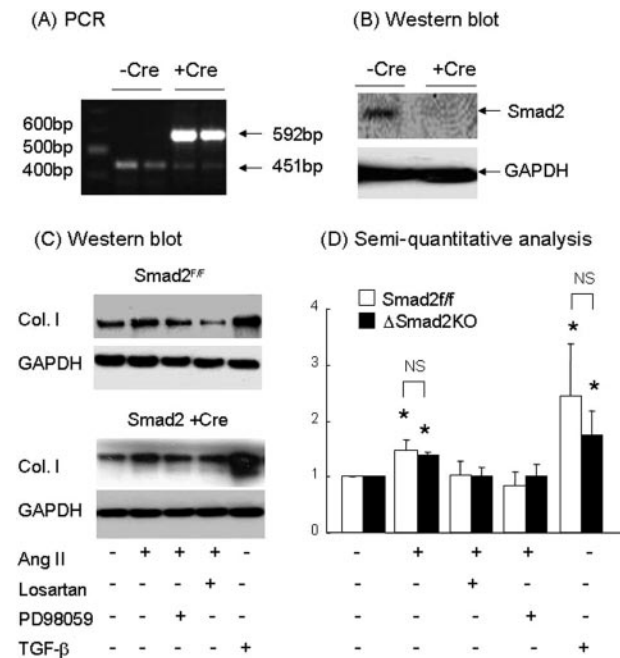 (A) PCR
-Cre +Cre
600bp
500bp
400bp
592bp
451bp
(B) Western blot
-Cre +Cre
Smad2
GAPDH
(C) Western blot
Smad2F/F
Col. I
GAPDH
Smad2 +Cre
Col. I
GAPDH
Ang II - + + + -
Losartan - - - + -
PD98059 - - + - -
TGF-β - - - - +
(D) Semi-quantitative analysis
Smad2f/f
ΔSmad2KO
4
3
2
1
0
NS
* *
NS
* *
- + + + -
- - + - -
- - - + -
- - - - +